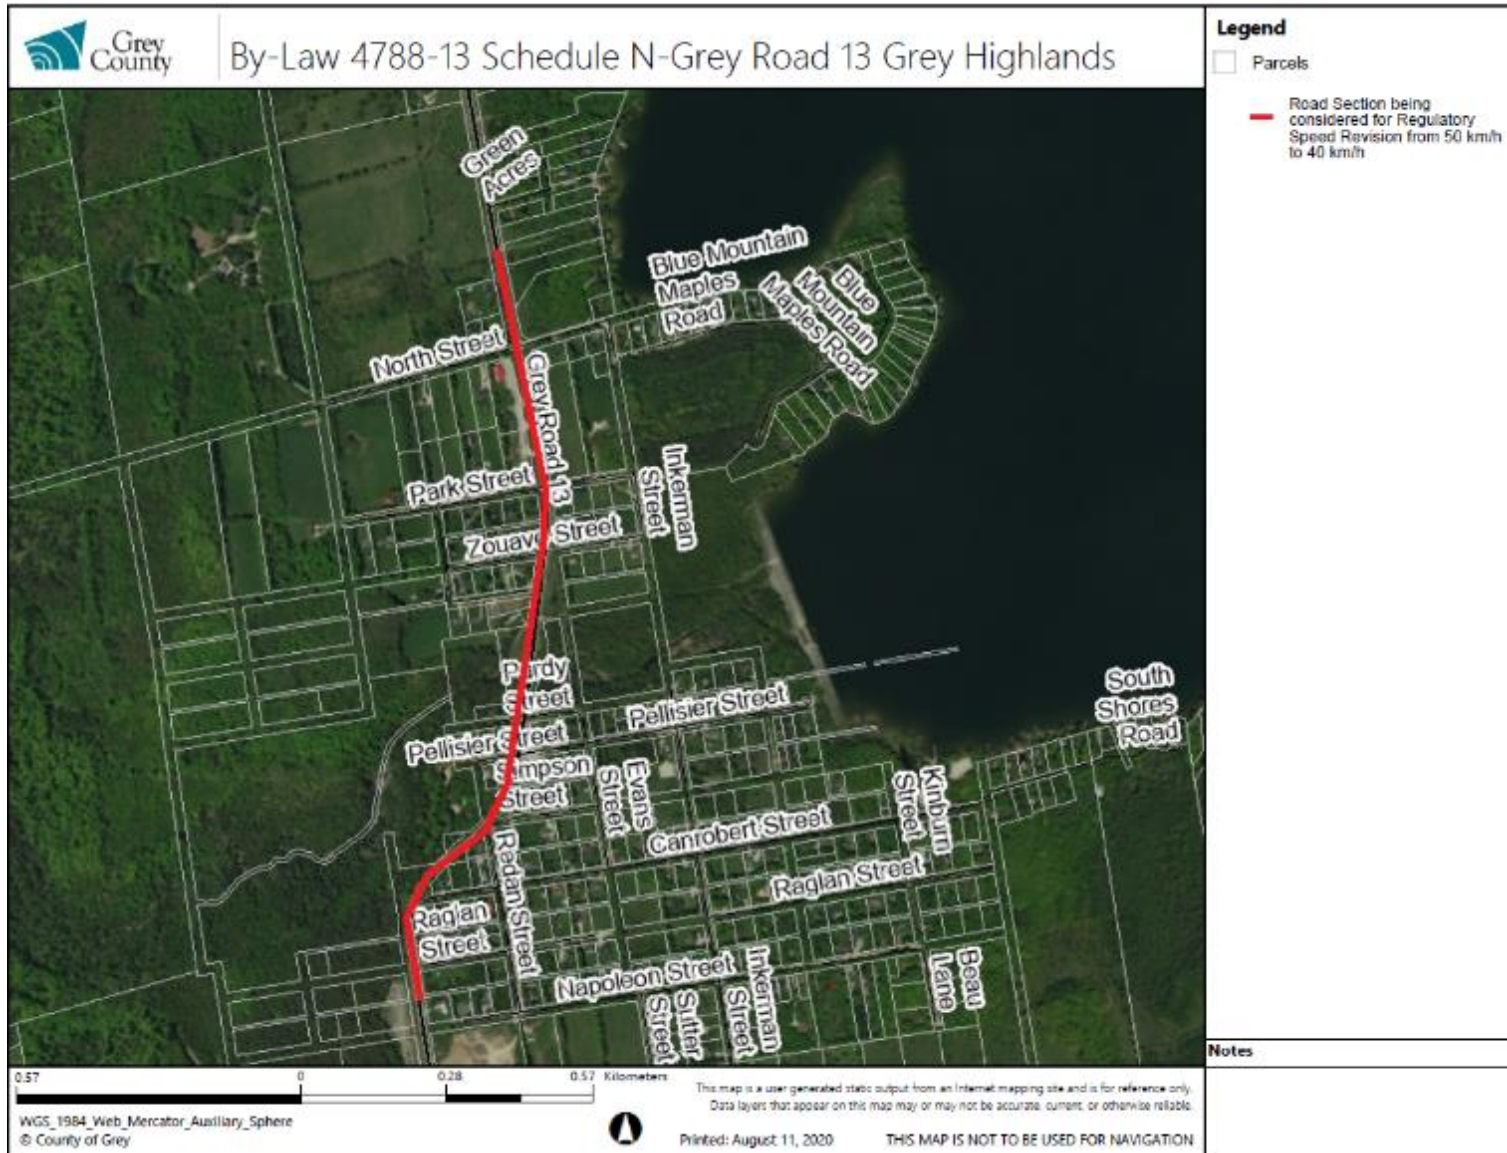 Grey
County
By-Law 4788-13 Schedule N-Grey Road 13 Grey Highlands
Legend
Parcels
Road Section being
considered for Regulatory
Speed Revision from 50 km/h
to 40 km/h
Green
Acres
Blue Mountain
Maples
Road
Blue
Mountain
Maples Road
North Street
Grey Road 13
Park Street
Inkerman
Street
Zouave Street
Purdy
Street
Pellisier Street
Pellisier Street
South
Shores
Road
Simpson
Street
Evans
Street
Kinburn
Street
Canrobert Street
Redan Street
Raglan Street
Raglan
Street
Napoleon Street
Inkerman
Street
Sutter
Street
Beau
Lane
Notes
0.57
0
0.28
0.57 Kilometers
This map is a user generated static output from an Internet mapping site and is for reference only.
Data layers that appear on this map may or may not be accurate, current, or otherwise reliable.
WGS_1984_Web_Mercator_Auxiliary_Sphere
© County of Grey
Printed: August 11, 2020
THIS MAP IS NOT TO BE USED FOR NAVIGATION